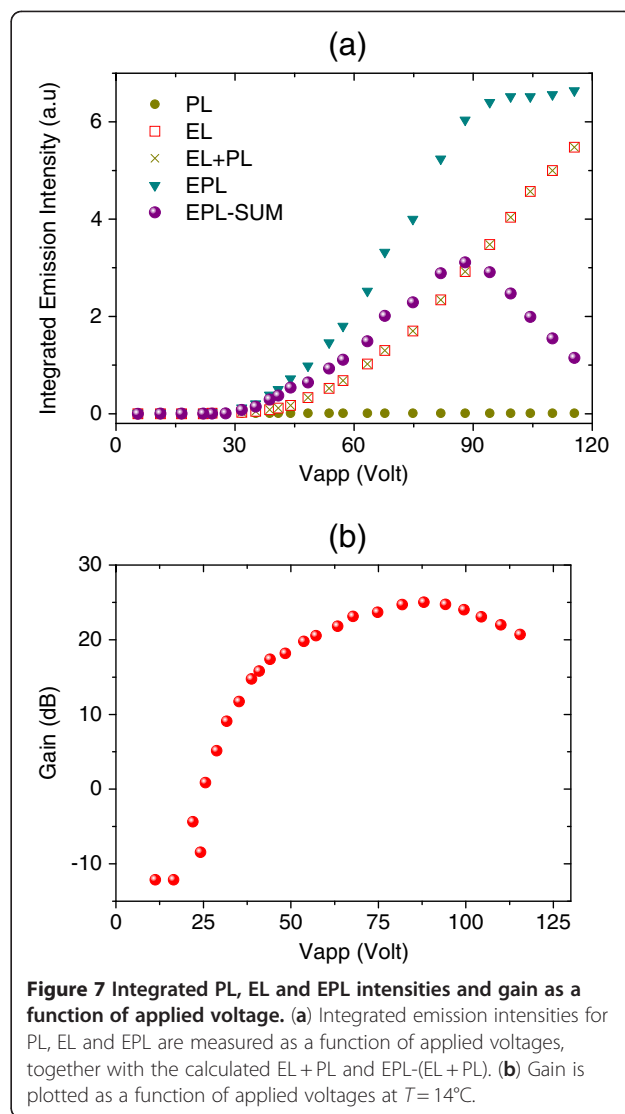 (a)
Integrated Emission Intensity (a.u)
6
4
2
0
PL
EL
EL+PL
EPL
EPL-SUM
0 30 60 90 120
Vapp (Volt)
(b)
Gain (dB)
30
20
10
0
-10
0 25 50 75 100 125
Vapp (Volt)
Figure 7 Integrated PL, EL and EPL intensities and gain as a
function of applied voltage. (a) Integrated emission intensities for
PL, EL and EPL are measured as a function of applied voltages,
together with the calculated EL + PL and EPL-(EL + PL). (b) Gain is
plotted as a function of applied voltages at T = 14°C.